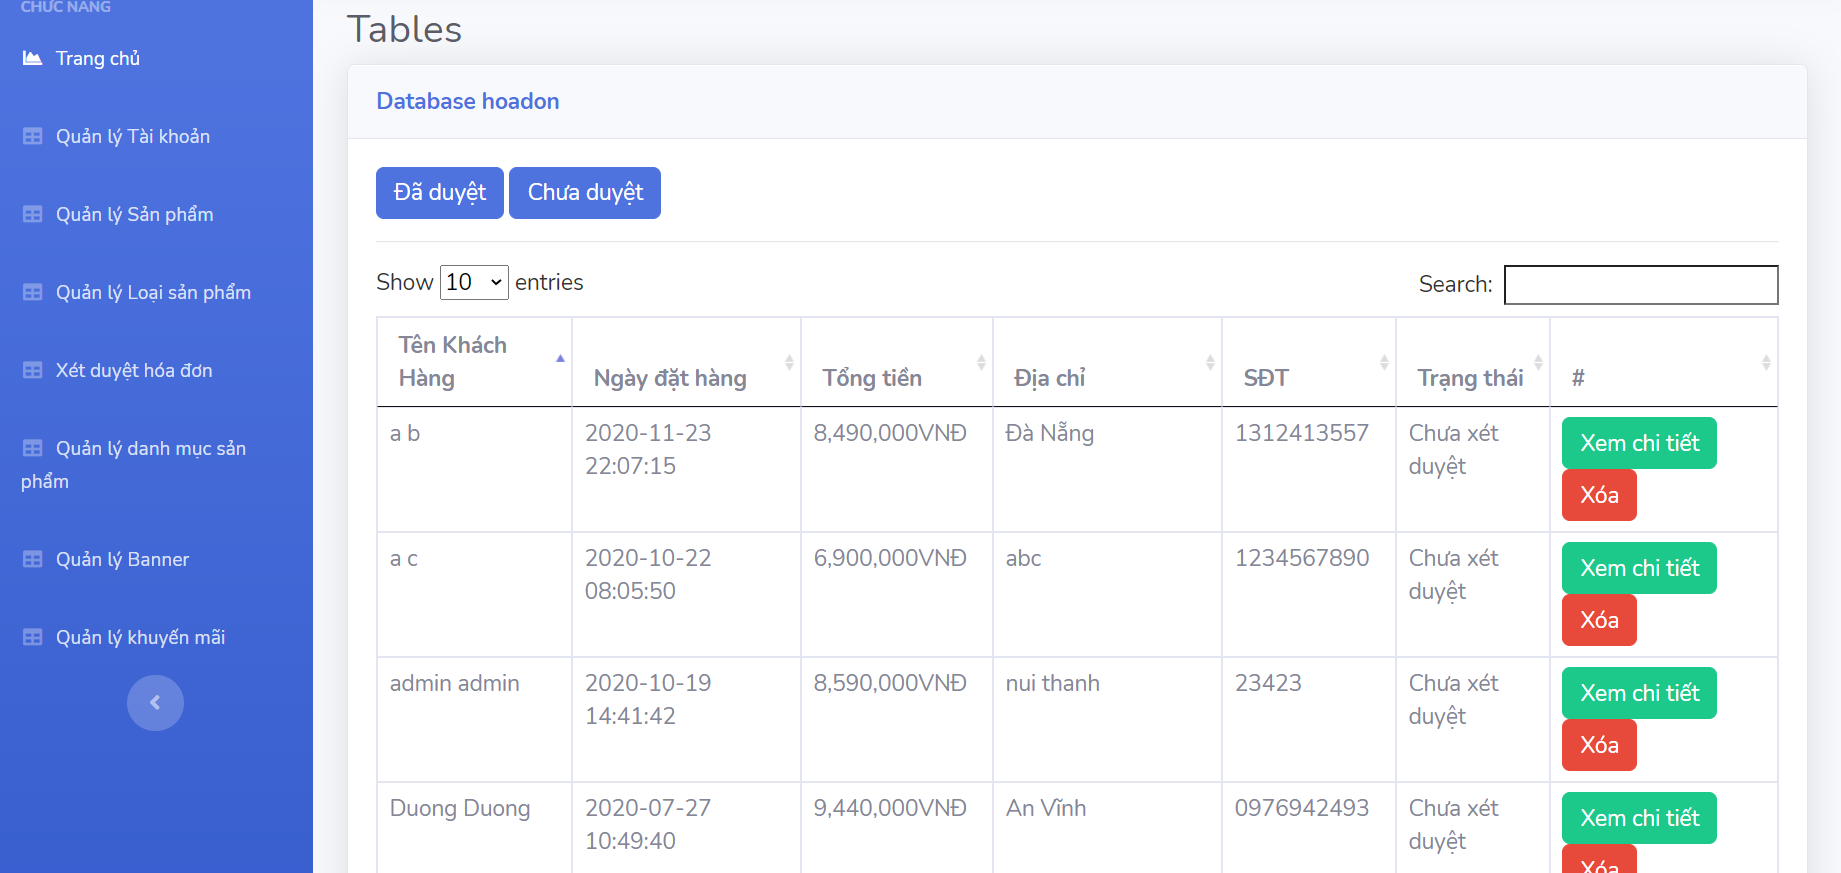 CHỨC NĂNG
Trang chủ
Quản lý Tài khoản
Quản lý Sản phẩm
Quản lý Loại sản phẩm
Xét duyệt hóa đơn
Quản lý danh mục sản
phẩm
Quản lý Banner
Quản lý khuyến mãi
Tables
Database hoadon
Đã duyệt Chưa duyệt
Show 10 entries Search:
Tên Khách
Hàng Ngày đặt hàng Tổng tiền Địa chỉ SĐT Trạng thái #
a b 2020-11-23 8,490,000VNĐ Đà Nẵng 1312413557 Chưa xét Xem chi tiết
22:07:15 duyệt Xóa
a c 2020-10-22 6,900,000VNĐ abc 1234567890 Chưa xét Xem chi tiết
08:05:50 duyệt Xóa
admin admin 2020-10-19 8,590,000VNĐ nui thanh 23423 Chưa xét Xem chi tiết
14:41:42 duyệt Xóa
Duong Duong 2020-07-27 9,440,000VNĐ An Vĩnh 0976942493 Chưa xét Xem chi tiết
10:49:40 duyệt Xóa